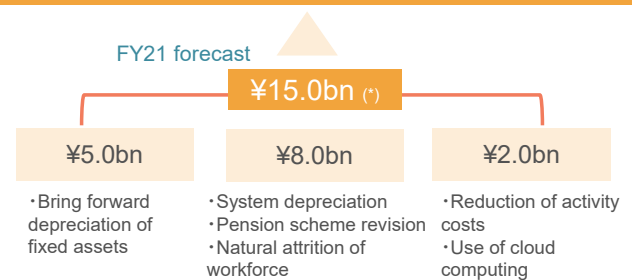 FY21 forecast
¥15.0bn (*)
¥5.0bn
¥8.0bn
¥2.0bn
・Bring forward
depreciation of
fixed assets
・System depreciation
・Pension scheme revision
・Natural attrition of
workforce
・Reduction of activity
costs
・Use of cloud
computing